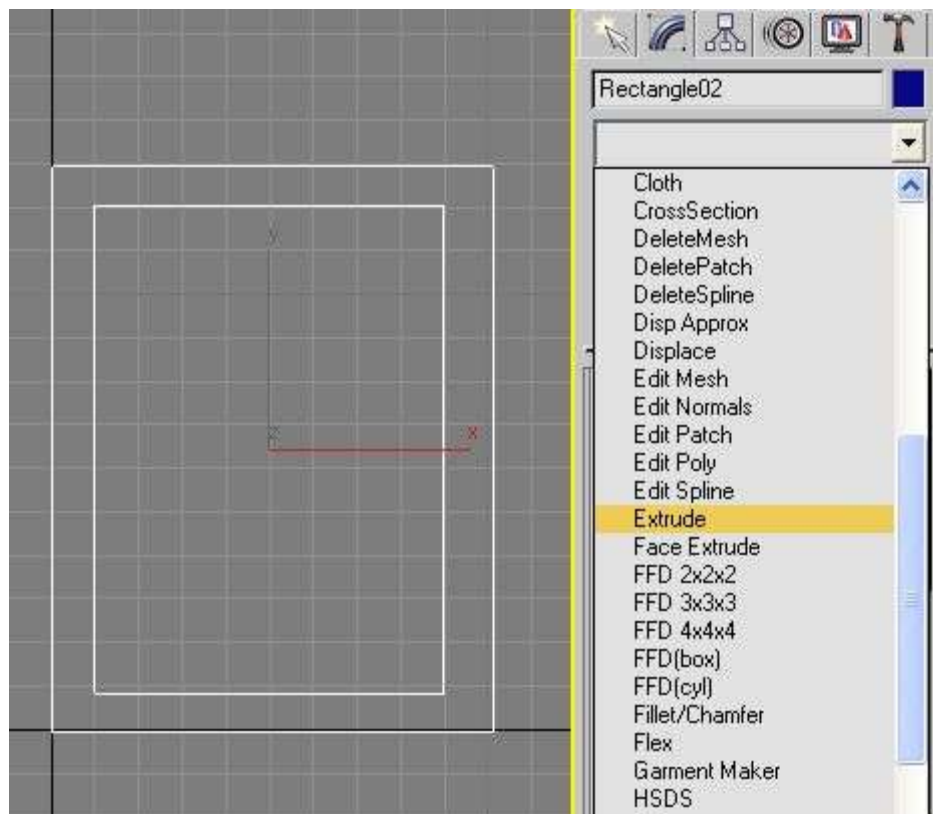 Rectangle02
Cloth
CrossSection
DeleteMesh
DeletePatch
DeleteSpline
Disp Approx
Displace
Edit Mesh
Edit Normals
Edit Patch
Edit Poly
Edit Spline
Extrude
Face Extrude
FFD 2x2x2
FFD 3x3x3
FFD 4x4x4
FFD(box)
FFD(cyl)
Fillet/Chamfer
Flex
Garment Maker
HSDS
y
z
x